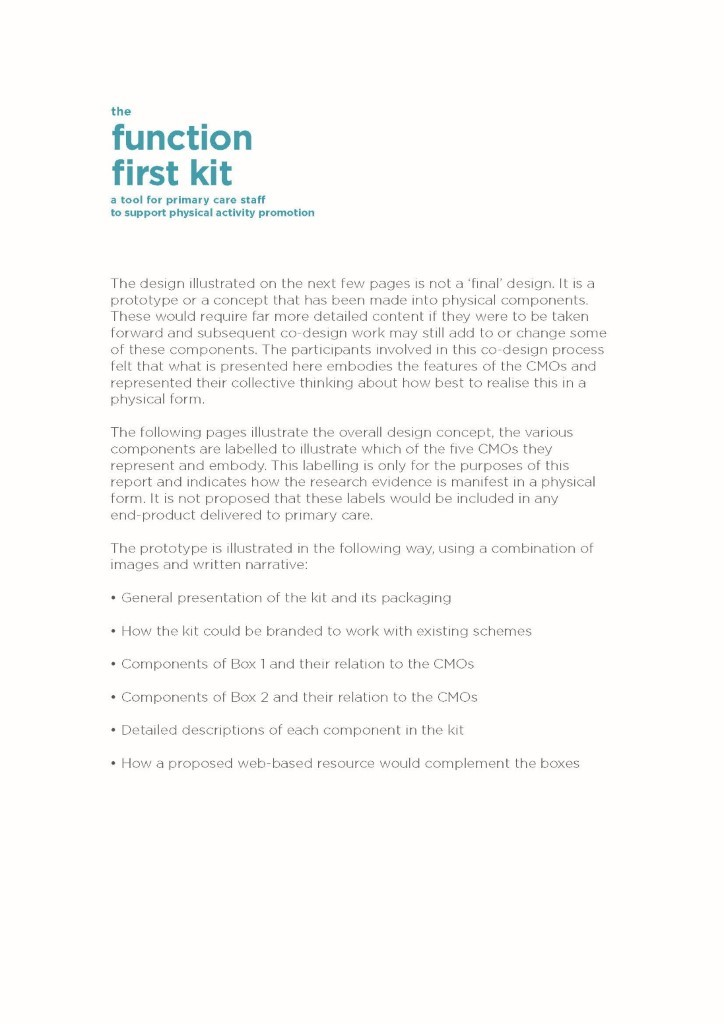 the
function
first kit
a tool for primary care staff
to support physical activity promotion
The design illustrated on the next few pages is not a ‘final’ design. It is a
prototype or a concept that has been made into physical components.
These would require far more detailed content if they were to be taken
forward and subsequent co-design work may still add to or change some
of these components. The participants involved in this co-design process
felt that what is presented here embodies the features of the CMOs and
represented their collective thinking about how best to realise this in a
physical form.
The following pages illustrate the overall design concept, the various
components are labelled to illustrate which of the five CMOs they
represent and embody. This labelling is only for the purposes of this
report and indicates how the research evidence is manifest in a physical
form. It is not proposed that these labels would be included in any
end-product delivered to primary care.
The prototype is illustrated in the following way, using a combination of
images and written narrative:
• General presentation of the kit and its packaging
• How the kit could be branded to work with existing schemes
• Components of Box 1 and their relation to the CMOs
• Components of Box 2 and their relation to the CMOs
• Detailed descriptions of each component in the kit
• How a proposed web-based resource would complement the boxes